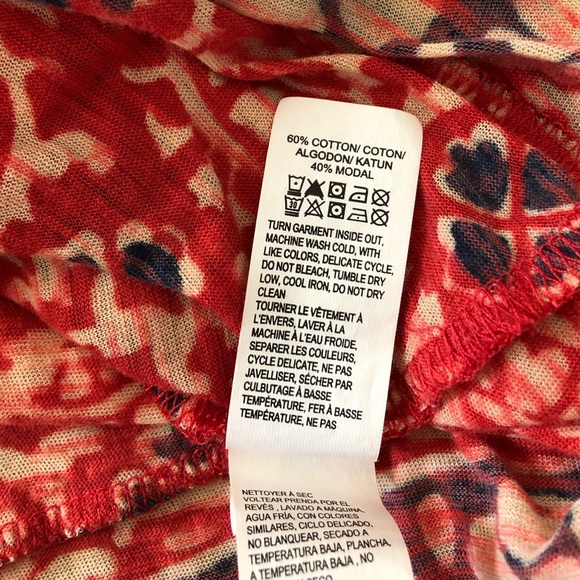 60% COTTON/ COTON/
ALGODON/ KATUN
40% MODAL
30
TURN GARMENT INSIDE OUT,
MACHINE WASH COLD, WITH
LIKE COLORS, DELICATE CYCLE,
DO NOT BLEACH, TUMBLE DRY
LOW, COOL IRON, DO NOT DRY
CLEAN
TOURNER LE VÊTEMENT À
L'ENVERS, LAVER À LA
MACHINE À L'EAU FROIDE,
SEPARER LES COULEURS,
CYCLE DELICATE, NE PAS
JAVELLISER, SÉCHER PAR
CULBUTAGE À BASSE
TEMPÉRATURE, FER À BASSE
TEMPÉRATURE, NE PAS
NETTOYER À SEC
VOLTEAR PRENDA POR EL
REVÉS , LAVADO A MAQUINA,
AGUA FRÍA, CON COLORES
SIMILARES, CICLO DELICADO,
NO BLANQUEAR, SECADO A
TEMPERATURA BAJA, PLANCHA,
A TEMPERATURA BAJA , NO